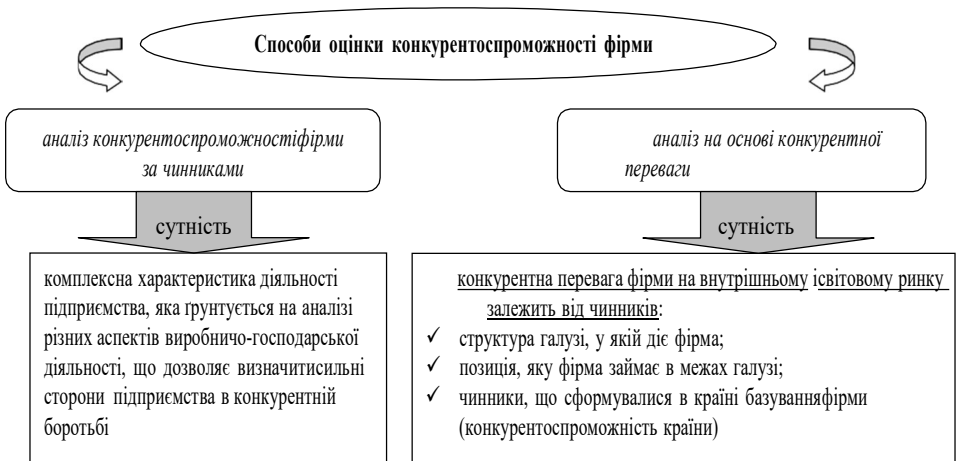 Способи оцінки конкурентоспроможності фірми
аналіз конкурентоспроможностіфірми
за чинниками
сутність
комплексна характеристика діяльності
підприємства, яка ґрунтується на аналізі
різних аспектів виробничо-господарської
діяльності, що дозволяє визначитисильні
сторони підприємства в конкурентній
боротьбі
аналіз на основі конкурентної
переваги
сутність
конкурентна перевага фірми на внутрішньому ісвітовому ринку
залежить від чинників:
✓ структура галузі, у якій діє фірма;
✓ позиція, яку фірма займає в межах галузі;
✓ чинники, що сформувалися в країні базуванняфірми
(конкурентоспроможність країни)